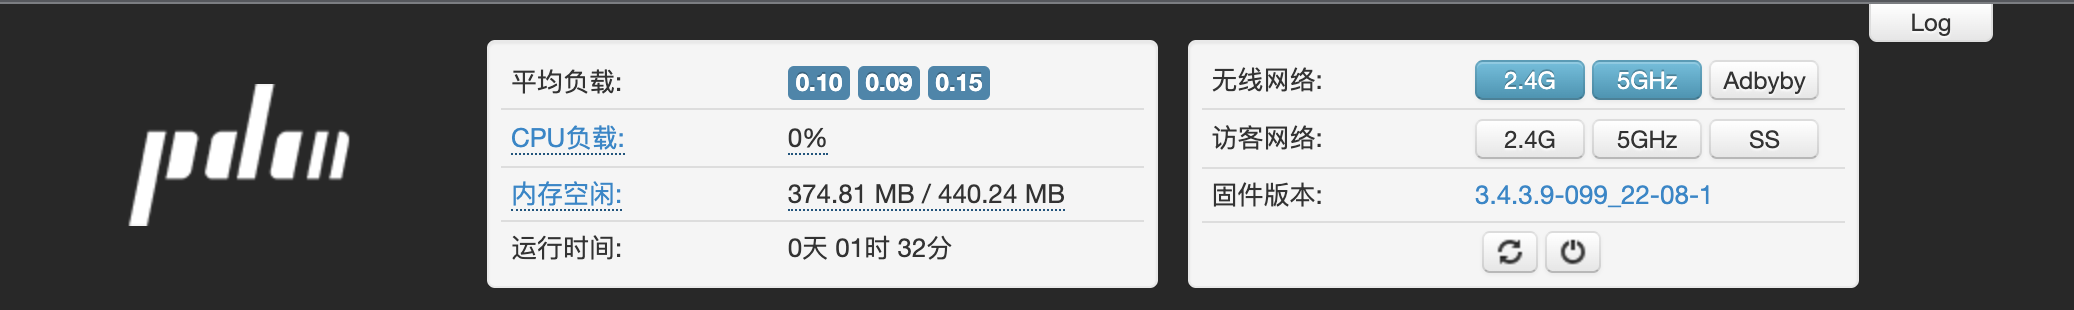 Log
pdcn
平均负载: 0.10 0.09 0.15
CPU负载: 0%
内存空闲: 374.81 MB / 440.24 MB
运行时间: 0天 01时 32分
无线网络: 2.4G 5GHz Adbyby
访客网络: 2.4G 5GHz SS
固件版本: 3.4.3.9-099_22-08-1